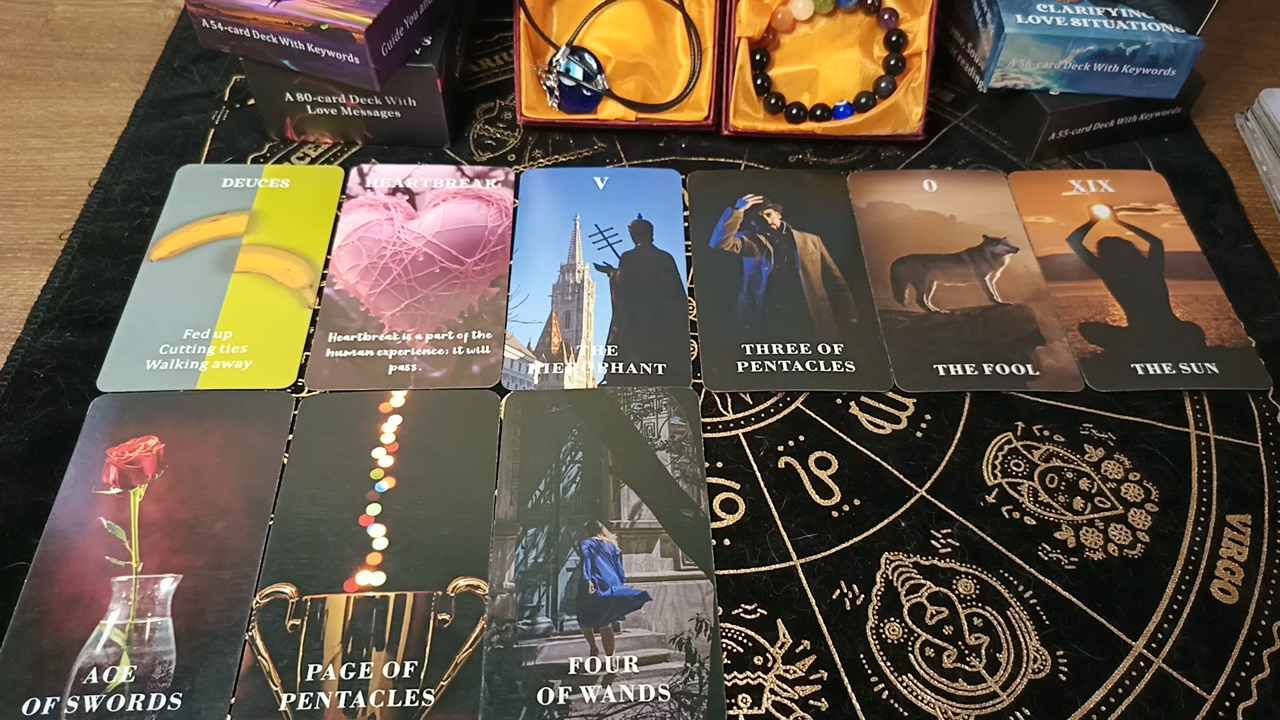 A 54-card Deck With Keywords
Guide You and
A 80-card Deck With
Love Messages
CLARIFYING
LOVE SITUATIONS
A 56-card Deck With Keywords
A 55-card Deck With Keywords
DEUCES
Fed up
Cutting ties
Walking away
HEARTBREAK
Heartbreak is a part of the
human experience: it will
pass.
V
THE
HIEROPHANT
THREE OF
PENTACLES
0
THE FOOL
XIX
THE SUN
ACE
OF SWORDS
PAGE OF
PENTACLES
FOUR
OF WANDS
VIRGO